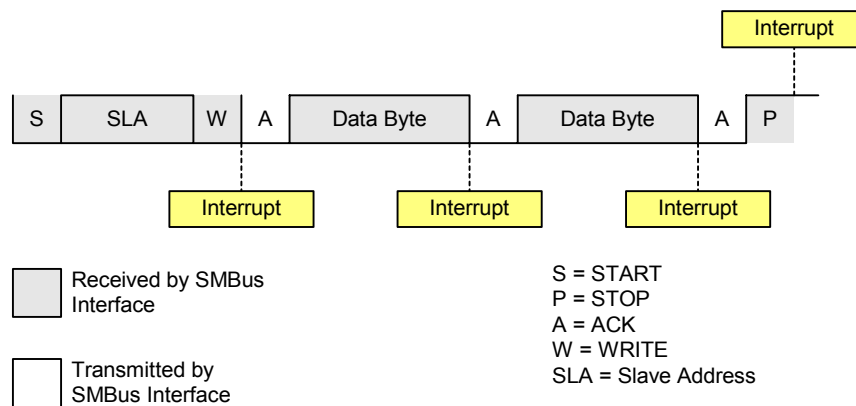 Interrupt
S SLA W A Data Byte A Data Byte A P
Interrupt Interrupt Interrupt
Received by SMBus
Interface
Transmitted by
SMBus Interface
S = START
P = STOP
A = ACK
W = WRITE
SLA = Slave Address